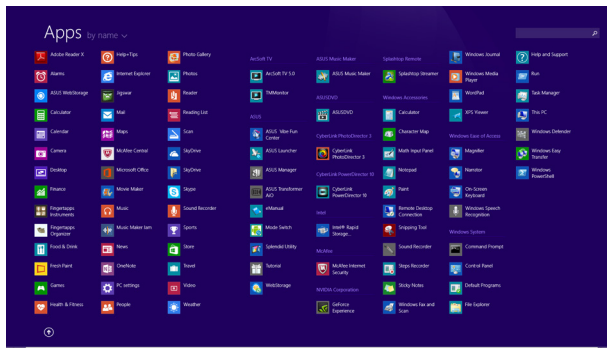 Apps by name
Adobe Reader X
Alarms
ASUS WebStorage
Calculator
Calendar
Camera
Desktop
Finance
Fingertapps
Instruments
Fingertapps
Organizer
Food & Drink
Fresh Paint
Games
Health & Fitness
Help+Tips
Internet Explorer
Jigswar
Mail
Maps
McAfee Central
Microsoft Office
Movie Maker
Music
Music Maker Jam
News
OneNote
PC settings
People
Photo Gallery
Photos
Reader
Reading List
Scan
SkyDrive
SkyDrive
Skype
Sound Recorder
Sports
Store
Travel
Video
Weather
ArcSoft TV
ArcSoft TV 5.0
TMMonitor
ASUS
ASUS Vibe Fun
Center
ASUS Launcher
ASUS Manager
ASUS Transformer
AiO
eManual
Mode Switch
Splendid Utility
Tutorial
WebStorage
ASUS Music Maker
ASUS Music Maker
ASUSDVD
ASUSDVD
CyberLink PhotoDirector 3
CyberLink
PhotoDirector 3
CyberLink PowerDirector 10
CyberLink
PowerDirector 10
Intel
Intel® Rapid
Storage...
McAfee
McAfee Internet
Security
NVIDIA Corporation
GeForce
Experience
Splashtop Remote
Splashtop Streamer
Windows Accessories
Calculator
Character Map
Math Input Panel
Notepad
Paint
Remote Desktop
Connection
Snipping Tool
Sound Recorder
Steps Recorder
Sticky Notes
Windows Fax and
Scan
Windows Journal
Windows Media
Player
WordPad
XPS Viewer
Windows Ease of Access
Magnifier
Narrator
On-Screen
Keyboard
Windows Speech
Recognition
Windows System
Command Prompt
Control Panel
Default Programs
File Explorer
Help and Support
Run
Task Manager
This PC
Windows Defender
Windows Easy
Transfer
Windows
PowerShell